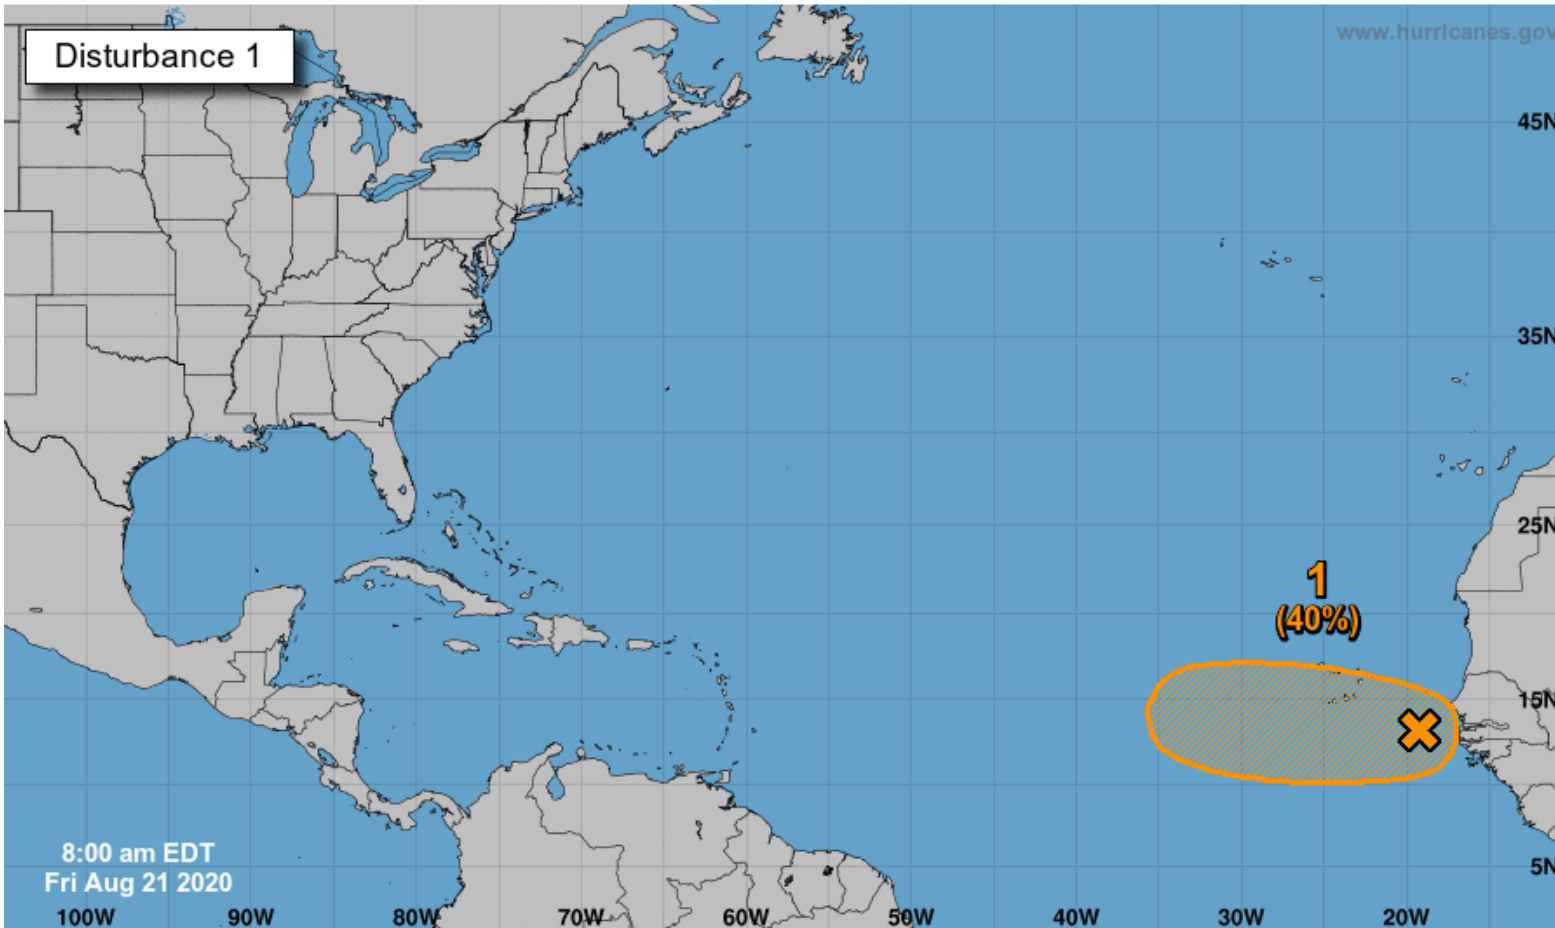 Disturbance 1
www.hurricanes.gov
45N
35N
25N
1
(40%)
15N
8:00 am EDT
Fri Aug 21 2020
5N
100W 90W 80W 70W 60W 50W 40W 30W 20W